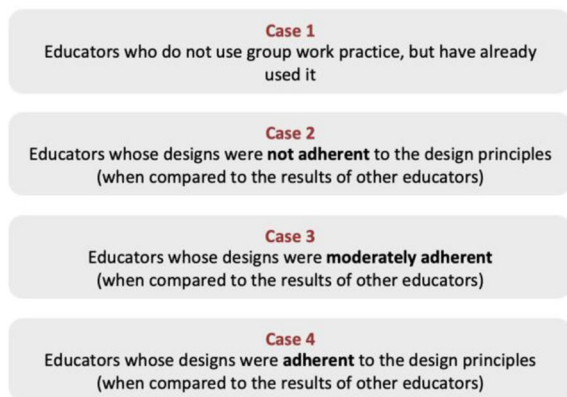 Case 1
Educators who do not use group work practice, but have already
used it
Case 2
Educators whose designs were not adherent to the design principles
(when compared to the results of other educators)
Case 3
Educators whose designs were moderately adherent
(when compared to the results of other educators)
Case 4
Educators whose designs were adherent to the design principles
(when compared to the results of other educators)